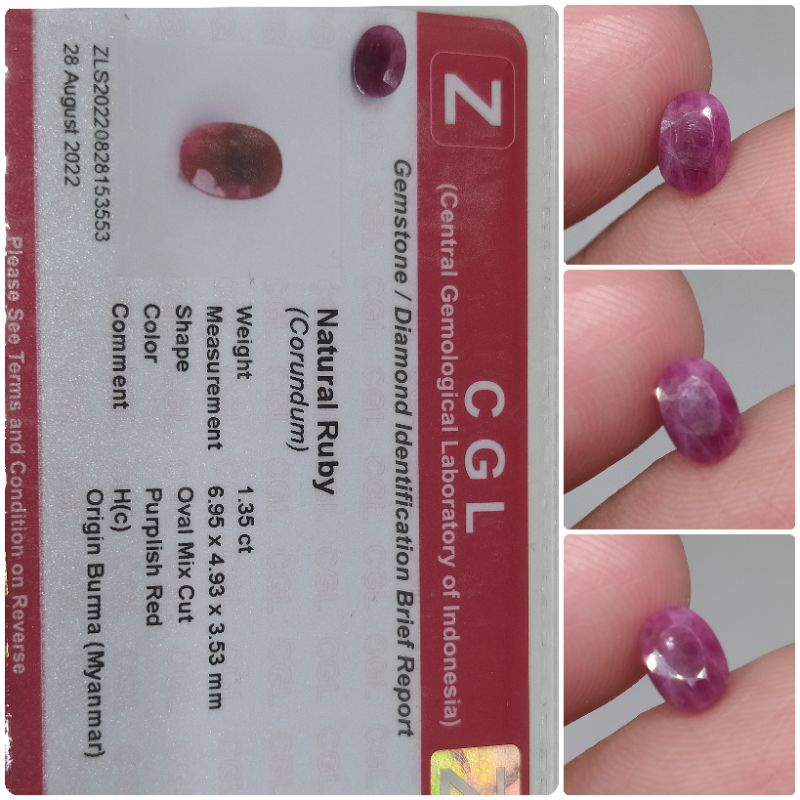 Z
CGL
(Central Gemological Laboratory of Indonesia)
Gemstone / Diamond Identification Brief Report
Natural Ruby
(Corundum)
Weight 1.35 ct
Measurement 6.95 x 4.93 x 3.53 mm
Shape Oval Mix Cut
Color Purplish Red
Comment H(c)
Origin Burma (Myanmar)
ZLS20220828153553
28 August 2022
Please See Terms and Condition on Reverse